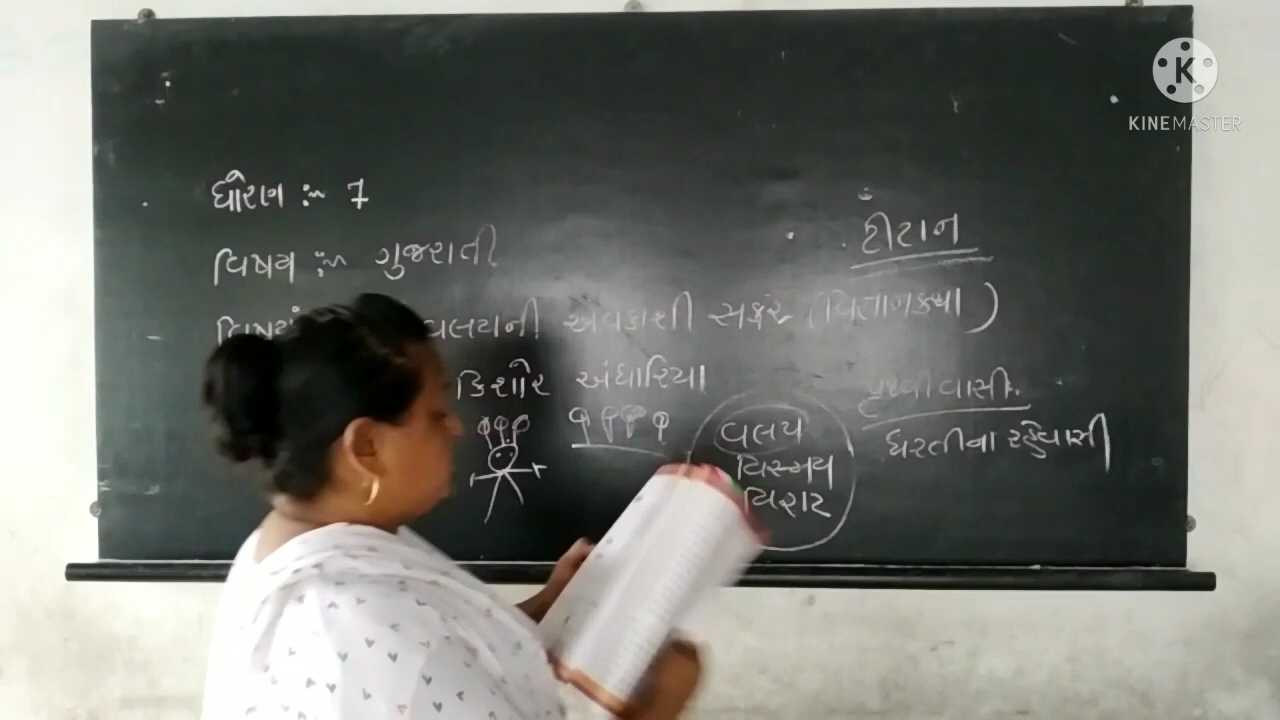 ધોરણ :~ 7
વિષય :~ ગુજરાતી
વલયની અવકાશી સફર (વિજ્ઞાનકથા)
કિશોર અંધારિયા
ટીટાન
પૃથ્વીવાસી
ધરતીના રહેવાસી
વલય
વિસ્મય
વિરાટ
KINEMASTER